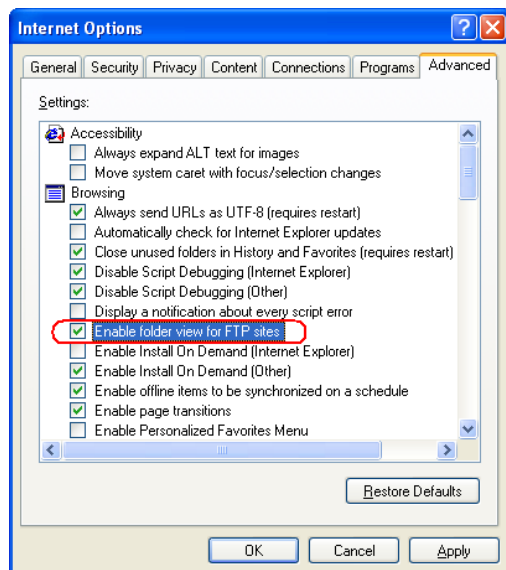 Internet Options
General Security Privacy Content Connections Programs Advanced
Settings:
Accessibility
Always expand ALT text for images
Move system caret with focus/selection changes
Browsing
Always send URLs as UTF-8 (requires restart)
Automatically check for Internet Explorer updates
Close unused folders in History and Favorites (requires restart)
Disable Script Debugging (Internet Explorer)
Disable Script Debugging (Other)
Display a notification about every script error
Enable folder view for FTP sites
Enable Install On Demand (Internet Explorer)
Enable Install On Demand (Other)
Enable offline items to be synchronized on a schedule
Enable page transitions
Enable Personalized Favorites Menu
Restore Defaults
OK Cancel Apply